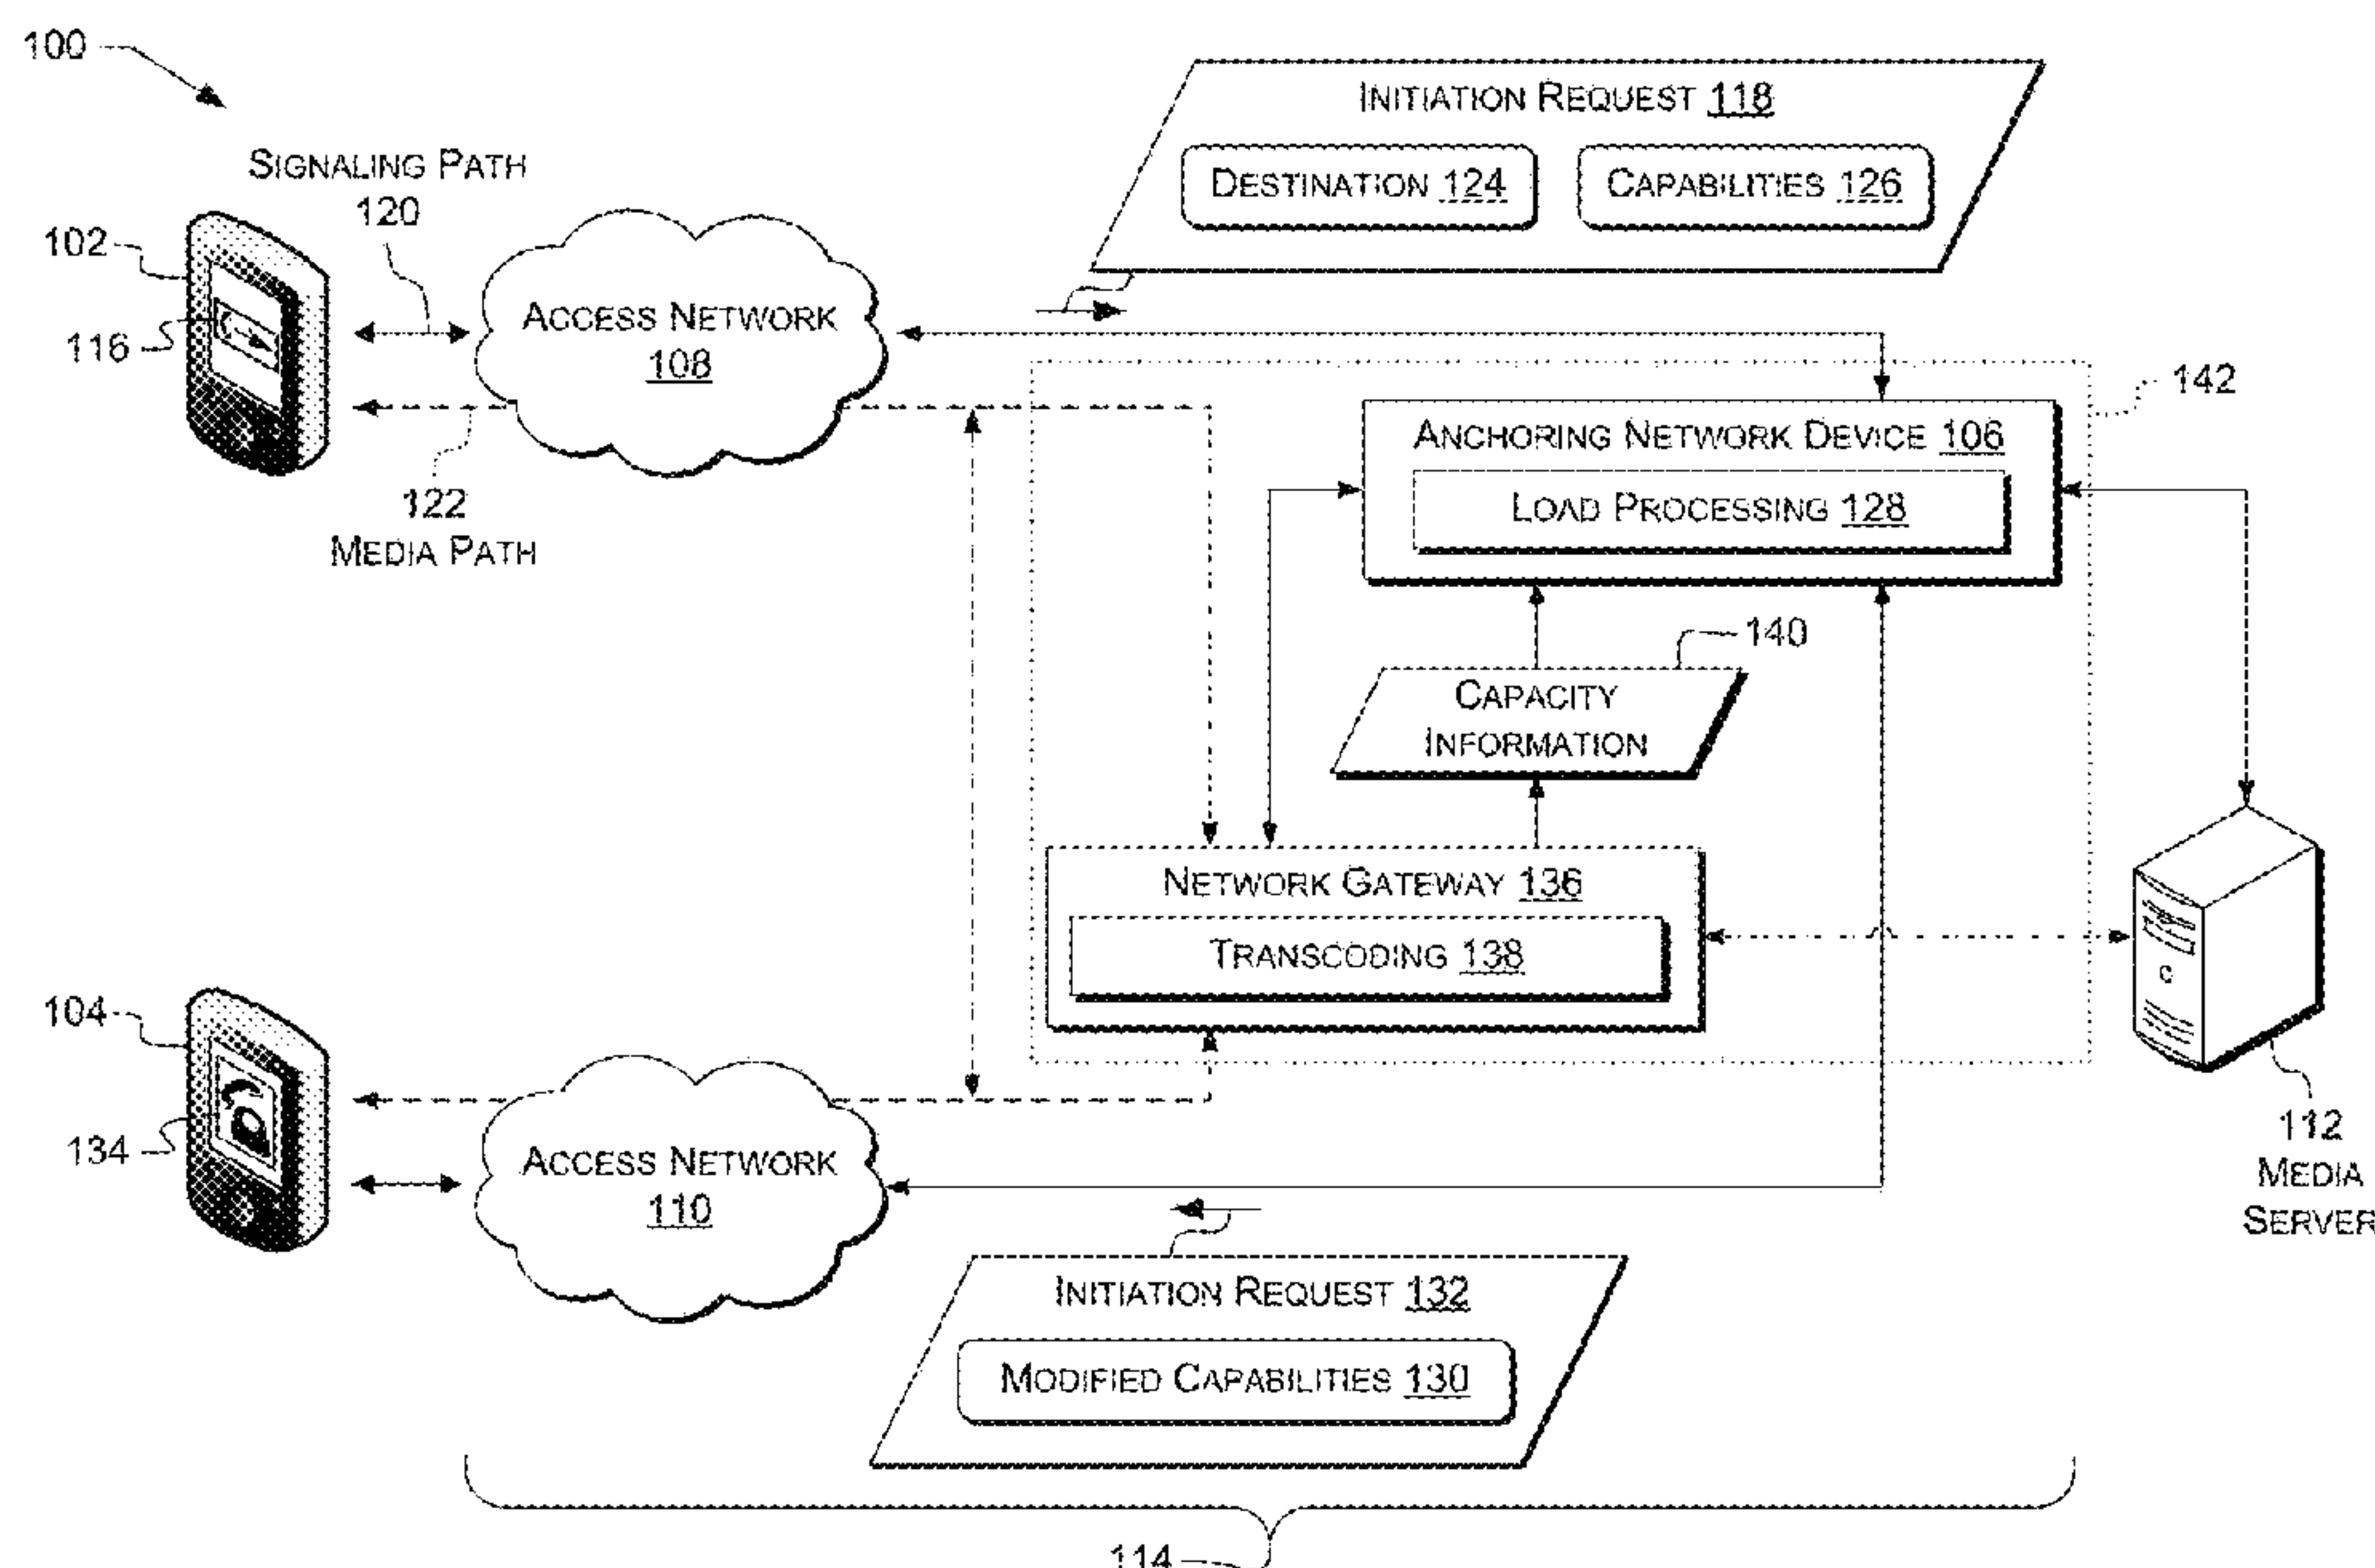 100
INITIATION REQUEST 118
DESTINATION 124
CAPABILITIES 126
SIGNALING PATH
120
102
116
ACCESS NETWORK
108
142
ANCHORING NETWORK DEVICE 106
LOAD PROCESSING 128
122
MEDIA PATH
140
CAPACITY
INFORMATION
NETWORK GATEWAY 136
TRANSCODING 138
104
134
ACCESS NETWORK
110
112
MEDIA
SERVER
INITIATION REQUEST 132
MODIFIED CAPABILITIES 130
114